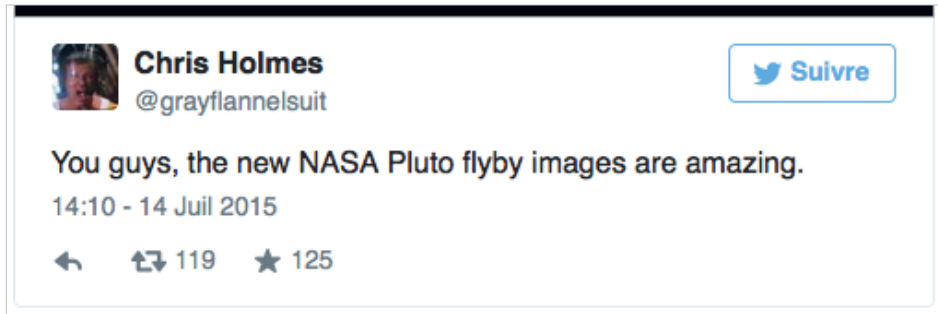 Chris Holmes
@grayflannelsuit
Suivre
You guys, the new NASA Pluto flyby images are amazing.
14:10 - 14 Juil 2015
119 125